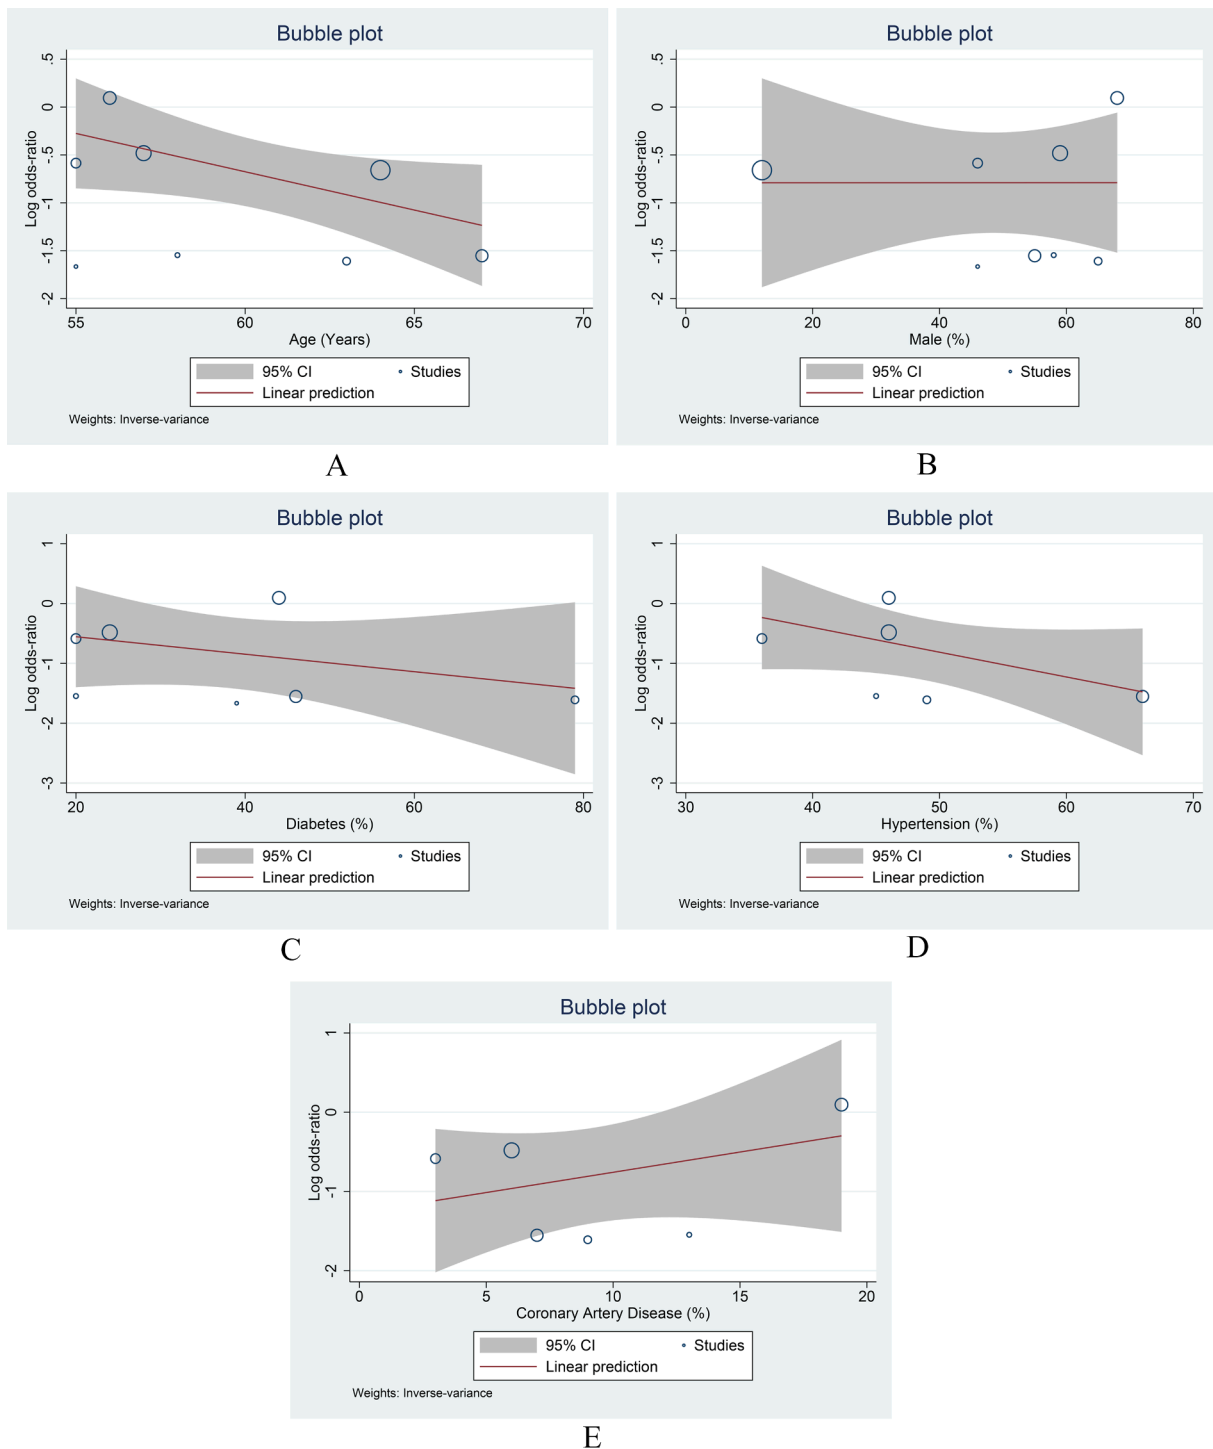 Bubble plot
Log odds-ratio
.5
0
-.5
-1
-1.5
-2
55
60
65
70
Age (Years)
95% CI
Studies
Linear prediction
Weights: Inverse-variance
A
Bubble plot
Log odds-ratio
.5
0
-.5
-1
-1.5
-2
0
20
40
60
80
Male (%)
95% CI
Studies
Linear prediction
Weights: Inverse-variance
B
Bubble plot
Log odds-ratio
1
0
-1
-2
-3
20
40
60
80
Diabetes (%)
95% CI
Studies
Linear prediction
Weights: Inverse-variance
C
Bubble plot
Log odds-ratio
1
0
-1
-2
-3
30
40
50
60
70
Hypertension (%)
95% CI
Studies
Linear prediction
Weights: Inverse-variance
D
Bubble plot
Log odds-ratio
1
0
-1
-2
0
5
10
15
20
Coronary Artery Disease (%)
95% CI
Studies
Linear prediction
Weights: Inverse-variance
E